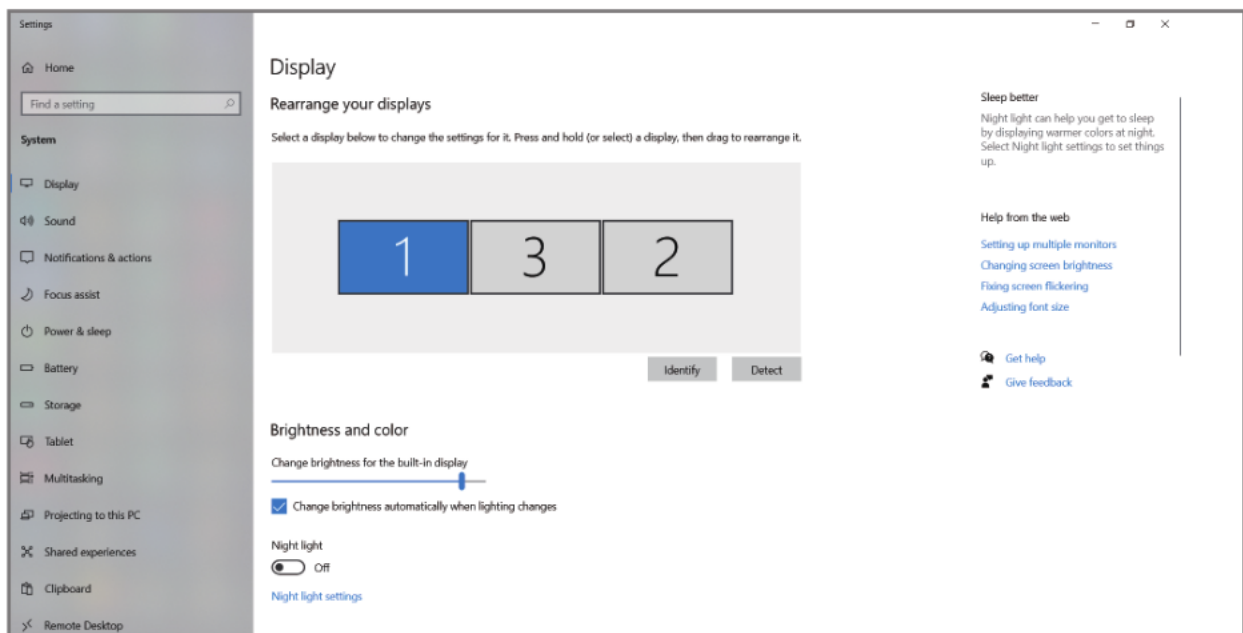 Settings
Home
Find a setting
System
Display
Sound
Notifications & actions
Focus assist
Power & sleep
Battery
Storage
Tablet
Multitasking
Projecting to this PC
Shared experiences
Clipboard
Remote Desktop
Display
Rearrange your displays
Select a display below to change the settings for it. Press and hold (or select) a display, then drag to rearrange it.
1 3 2
Identify Detect
Brightness and color
Change brightness for the built-in display
Change brightness automatically when lighting changes
Night light
Off
Night light settings
Sleep better
Night light can help you get to sleep
by displaying warmer colors at night.
Select Night light settings to set things
up.
Help from the web
Setting up multiple monitors
Changing screen brightness
Fixing screen flickering
Adjusting font size
Get help
Give feedback